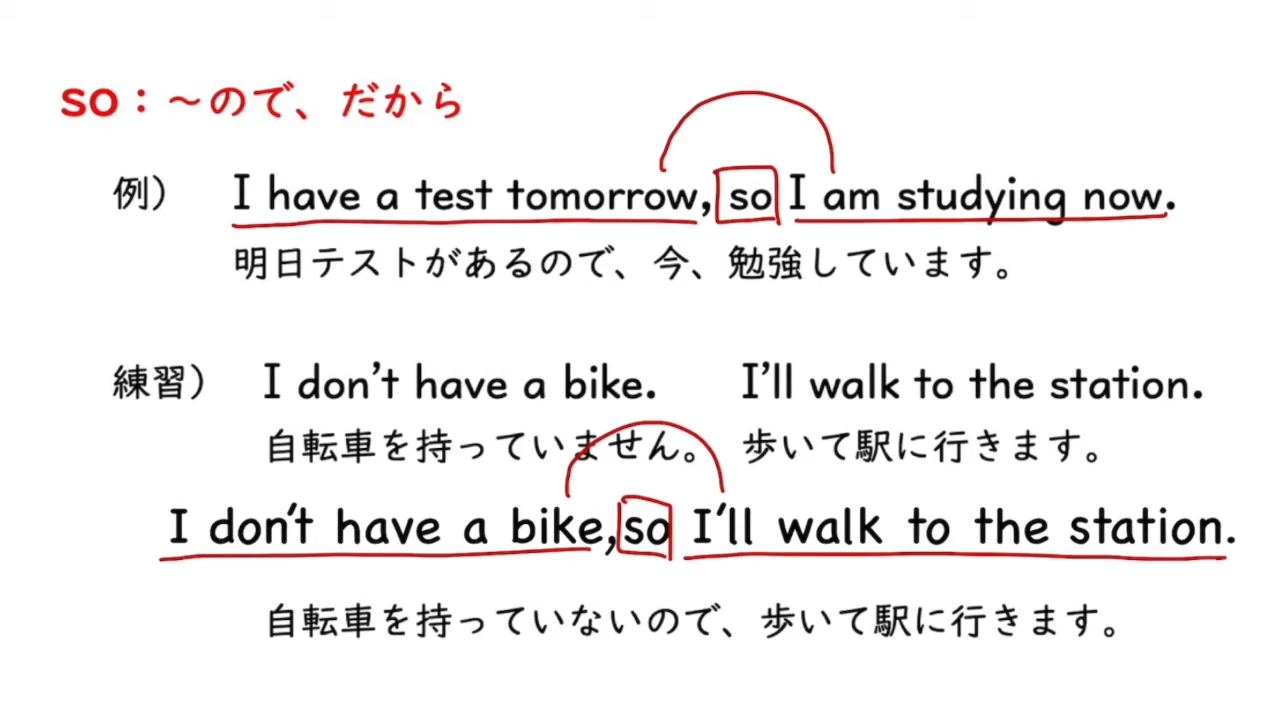 so：～ので、だから
例） I have a test tomorrow, so I am studying now.
明日テストがあるので、今、勉強しています。
練習） I don't have a bike. I'll walk to the station.
自転車を持っていません。 歩いて駅に行きます。
I don't have a bike, so I'll walk to the station.
自転車を持っていないので、歩いて駅に行きます。